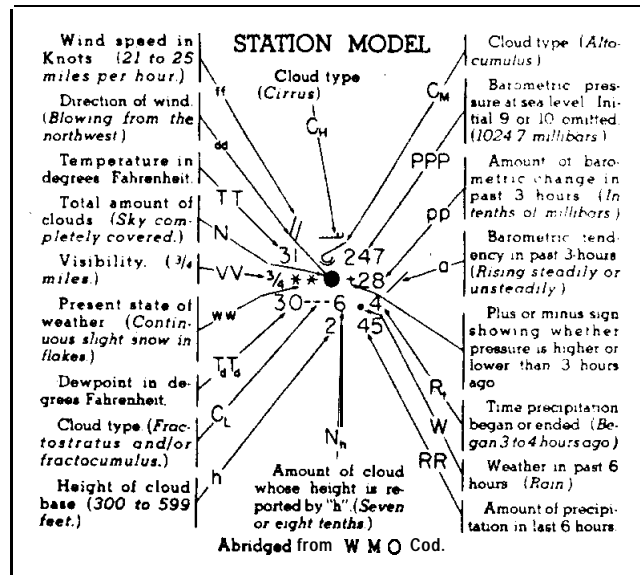 STATION MODEL
Wind speed in
Knots (21 to 25
miles per hour.)
ff
Direction of wind.
(Blowing from the
northwest)
dd
Temperature in
degrees Fahrenheit.
TT
Total amount of
clouds (Sky com-
pletely covered.)
N
Visibility. (3/4
miles.)
VV
Present state of
weather (Contin-
uous slight snow in
flakes.)
ww
Dewpoint in de-
grees Fahrenheit.
TdTd
Cloud type (Frac-
tostratus and/or
fractocumulus.)
CL
Height of cloud
base (300 to 599
feet.)
h
Cloud type
(Cirrus)
CH
31 247
3/4 ** +28
30 --- 6 4
2 45
Nh
Amount of cloud
whose height is re-
ported by "h".(Seven
or eight tenths.)
Cloud type (Alto-
cumulus)
CM
Barometric pres-
sure at sea level Ini-
tial 9 or 10 omitted.
(1024 7 millibars)
PPP
Amount of baro-
metric change in
past 3 hours (In
tenths of millibars)
pp
Barometric tend-
ency in past 3-hours
(Rising steadily or
unsteadily)
a
Plus or minus sign
showing whether
pressure is higher or
lower than 3 hours
ago
Time precipitation
began or ended (Be-
gan 3 to 4 hours ago)
Rt
Weather in past 6
hours (Rain)
W
Amount of precipi-
tation in last 6 hours.
RR
Abridged from W M O Cod.